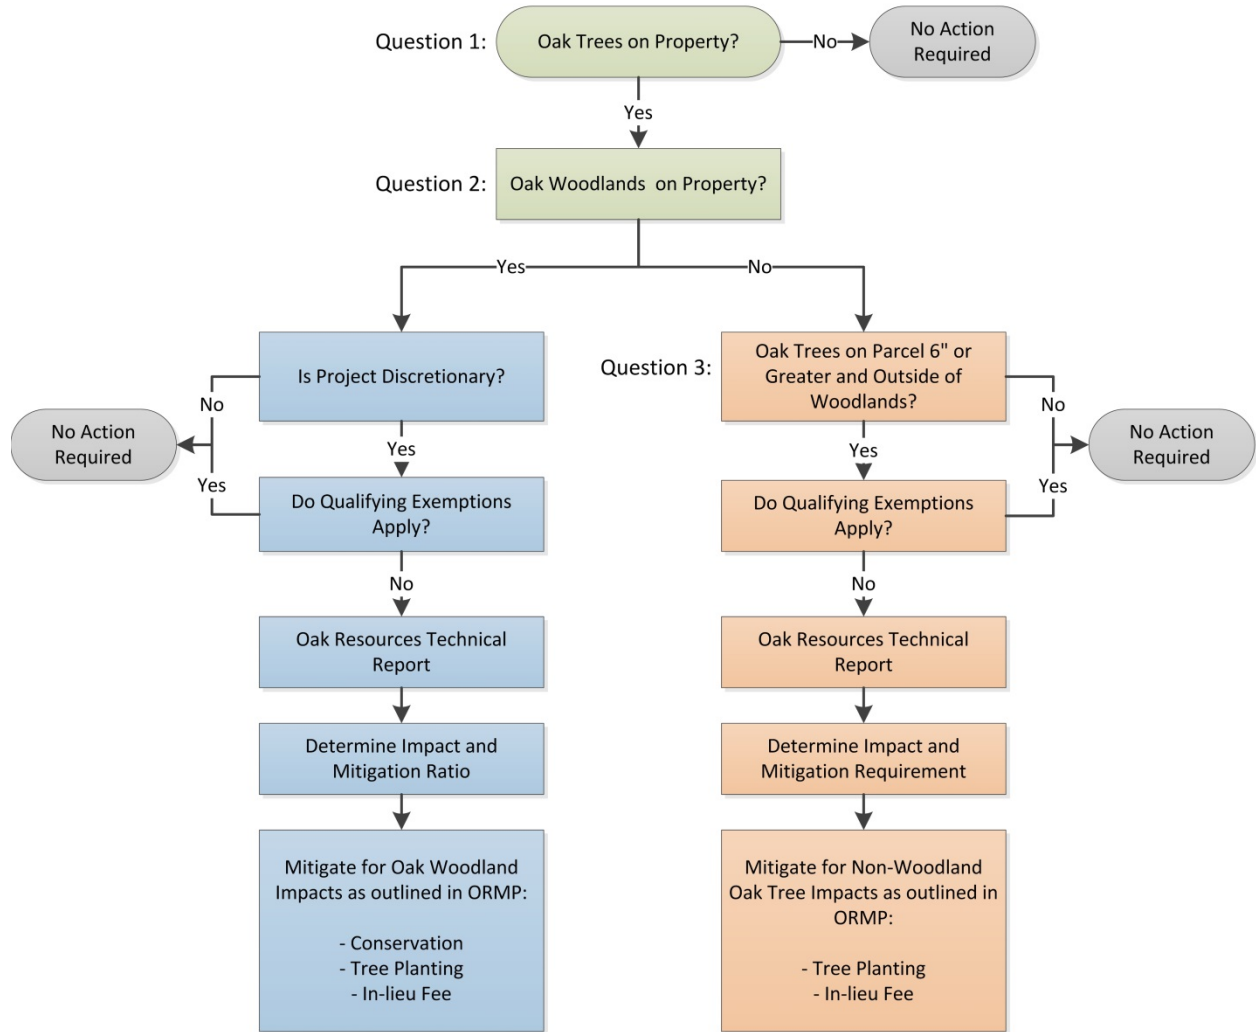 Question 1:
Oak Trees on Property?
No
No Action
Required
Yes
Question 2:
Oak Woodlands on Property?
Yes
No
Is Project Discretionary?
No
No Action
Required
Yes
Yes
Do Qualifying Exemptions
Apply?
No
Oak Resources Technical
Report
Determine Impact and
Mitigation Ratio
Mitigate for Oak Woodland
Impacts as outlined in ORMP:
- Conservation
- Tree Planting
- In-lieu Fee
Question 3:
Oak Trees on Parcel 6" or
Greater and Outside of
Woodlands?
No
No Action
Required
Yes
Yes
Do Qualifying Exemptions
Apply?
No
Oak Resources Technical
Report
Determine Impact and
Mitigation Requirement
Mitigate for Non-Woodland
Oak Tree Impacts as outlined in
ORMP:
- Tree Planting
- In-lieu Fee